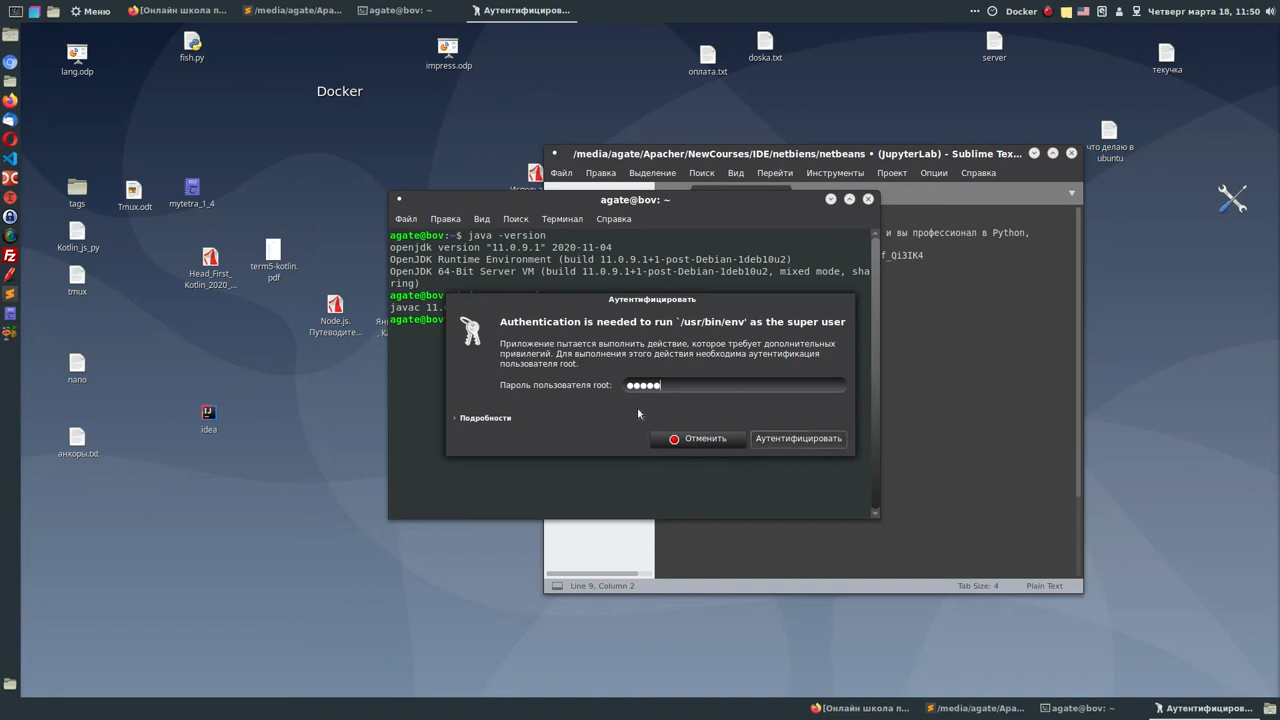 Меню
[Онлайн школа п...
/media/agate/Apa...
agate@bov: ~
Аутентифициров...
Docker
Четверг марта 18, 11:50
lang.odp
fish.py
impress.odp
оплата.txt
doska.txt
server
текучка
Docker
что делаю в
ubuntu
/media/agate/Apacher/NewCourses/IDE/netbiens/netbeans • (JupyterLab) - Sublime Tex...
Файл Правка Выделение Поиск Вид Перейти Инструменты Проект Опции Справка
и вы профессионал в Python,
f_Qi3IK4
tags
Tmux.odt
mytetra_1_4
Kotlin_js_py
Head_First_
Kotlin_2020_...
term5-kotlin.
pdf
tmux
Node.js.
Путеводите...
nano
idea
анкоры.txt
agate@bov: ~
Файл Правка Вид Поиск Терминал Справка
agate@bov:~$ java -version
openjdk version "11.0.9.1" 2020-11-04
OpenJDK Runtime Environment (build 11.0.9.1+1-post-Debian-1deb10u2)
OpenJDK 64-Bit Server VM (build 11.0.9.1+1-post-Debian-1deb10u2, mixed mode, sha
ring)
agate@bov
javac 11.
agate@bov
Аутентифицировать
Authentication is needed to run `/usr/bin/env' as the super user
Приложение пытается выполнить действие, которое требует дополнительных
привилегий. Для выполнения этого действия необходима аутентификация
пользователя root.
Пароль пользователя root: ●●●●●
Подробности
Отменить
Аутентифицировать
Line 9, Column 2
Tab Size: 4
Plain Text
[Онлайн школа п...
/media/agate/Apa...
agate@bov: ~
Аутентифициров...